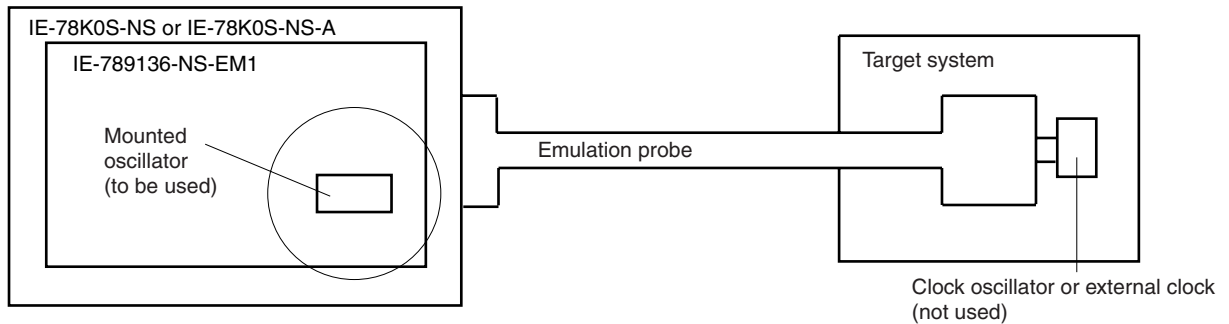 IE-78K0S-NS or IE-78K0S-NS-A
IE-789136-NS-EM1
Mounted
oscillator
(to be used)
Emulation probe
Target system
Clock oscillator or external clock
(not used)